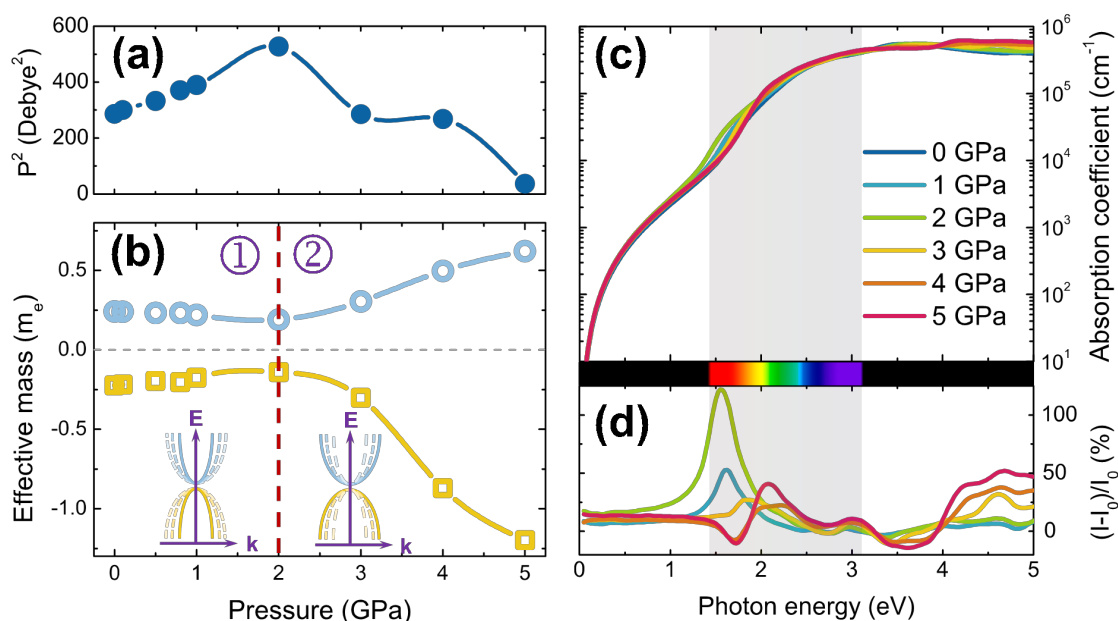 (a)
P² (Debye²)
600
400
200
0
(b)
① ②
Effective mass (mₑ)
0.5
0.0
-0.5
-1.0
E E
k k
0 1 2 3 4 5
Pressure (GPa)
(c)
Absorption coefficient (cm⁻¹)
10⁶
10⁵
10⁴
10³
10²
10¹
0 GPa
1 GPa
2 GPa
3 GPa
4 GPa
5 GPa
(d)
(I-I₀)/I₀ (%)
100
50
0
0 1 2 3 4 5
Photon energy (eV)